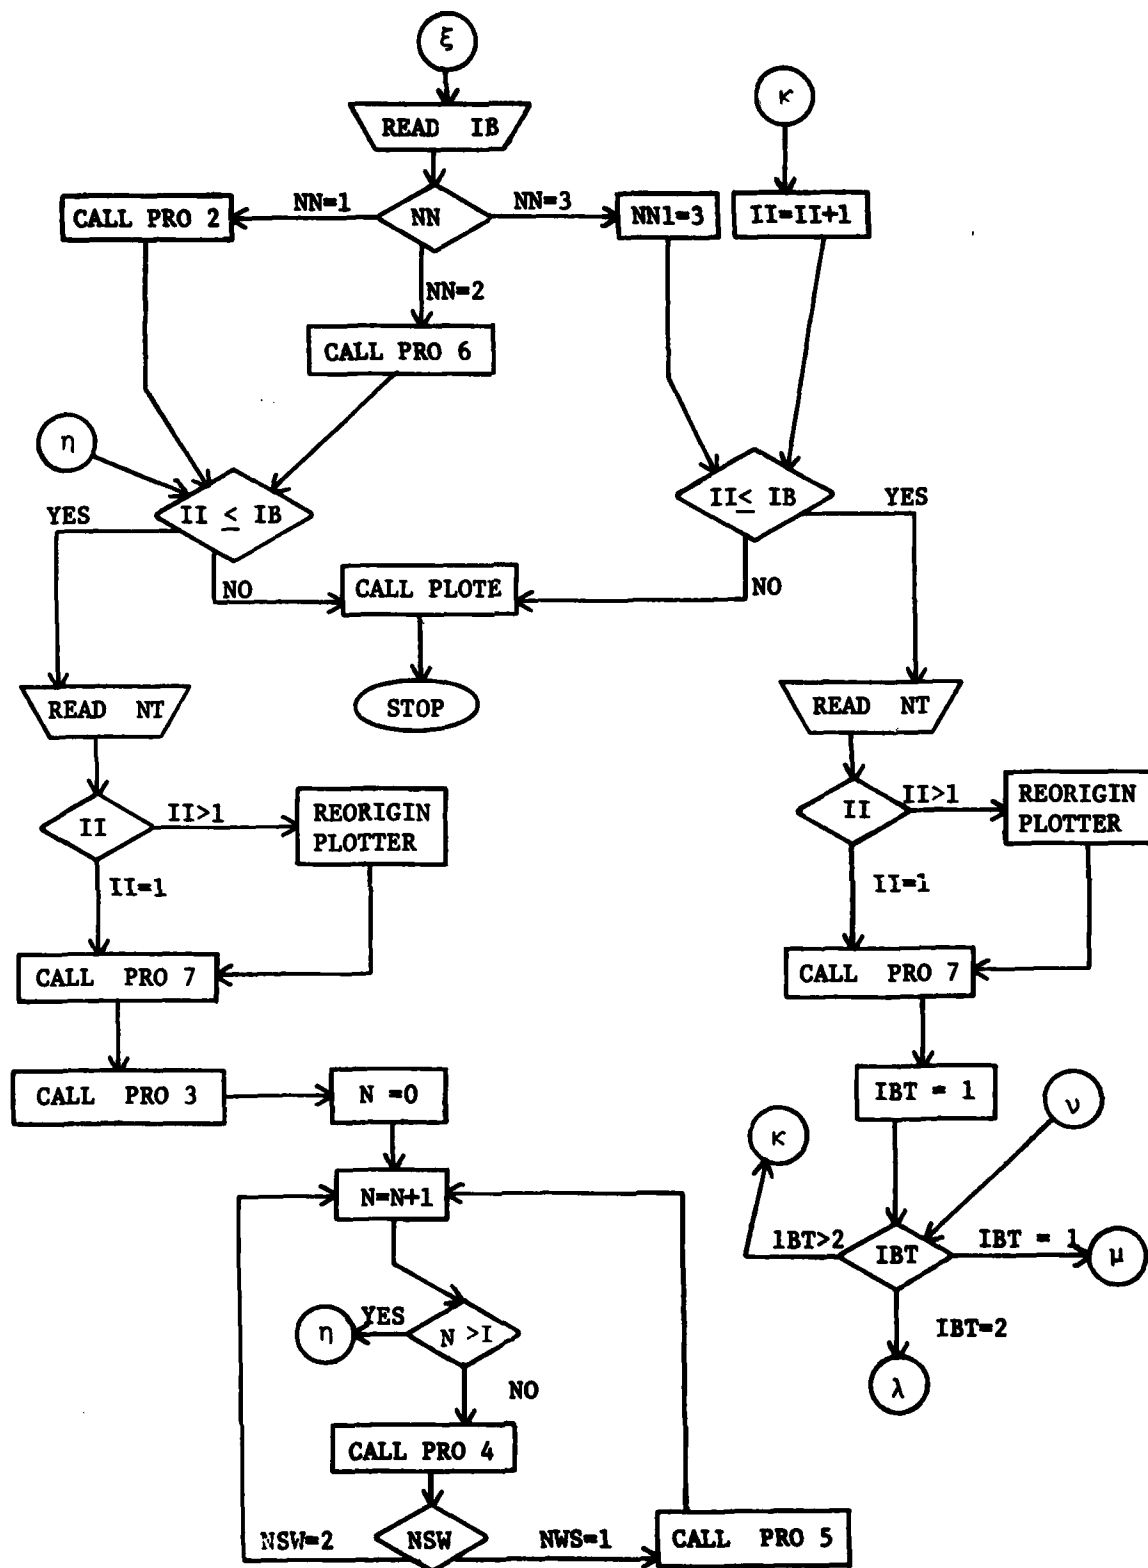 ξ
κ
READ IB
CALL PRO 2
NN=1
NN
NN=3
NN1=3
II=II+1
NN=2
CALL PRO 6
η
II ≤ IB
II≤ IB
YES
YES
NO
CALL PLOTE
NO
READ NT
STOP
READ NT
II
II>1
REORIGIN
PLOTTER
II
II>1
REORIGIN
PLOTTER
II=1
II=1
CALL PRO 7
CALL PRO 7
CALL PRO 3
N =0
IBT = 1
ν
κ
N=N+1
IBT>2
IBT
IBT = 1
μ
η
YES
N >I
IBT=2
NO
λ
CALL PRO 4
NSW=2
NSW
NWS=1
CALL PRO 5